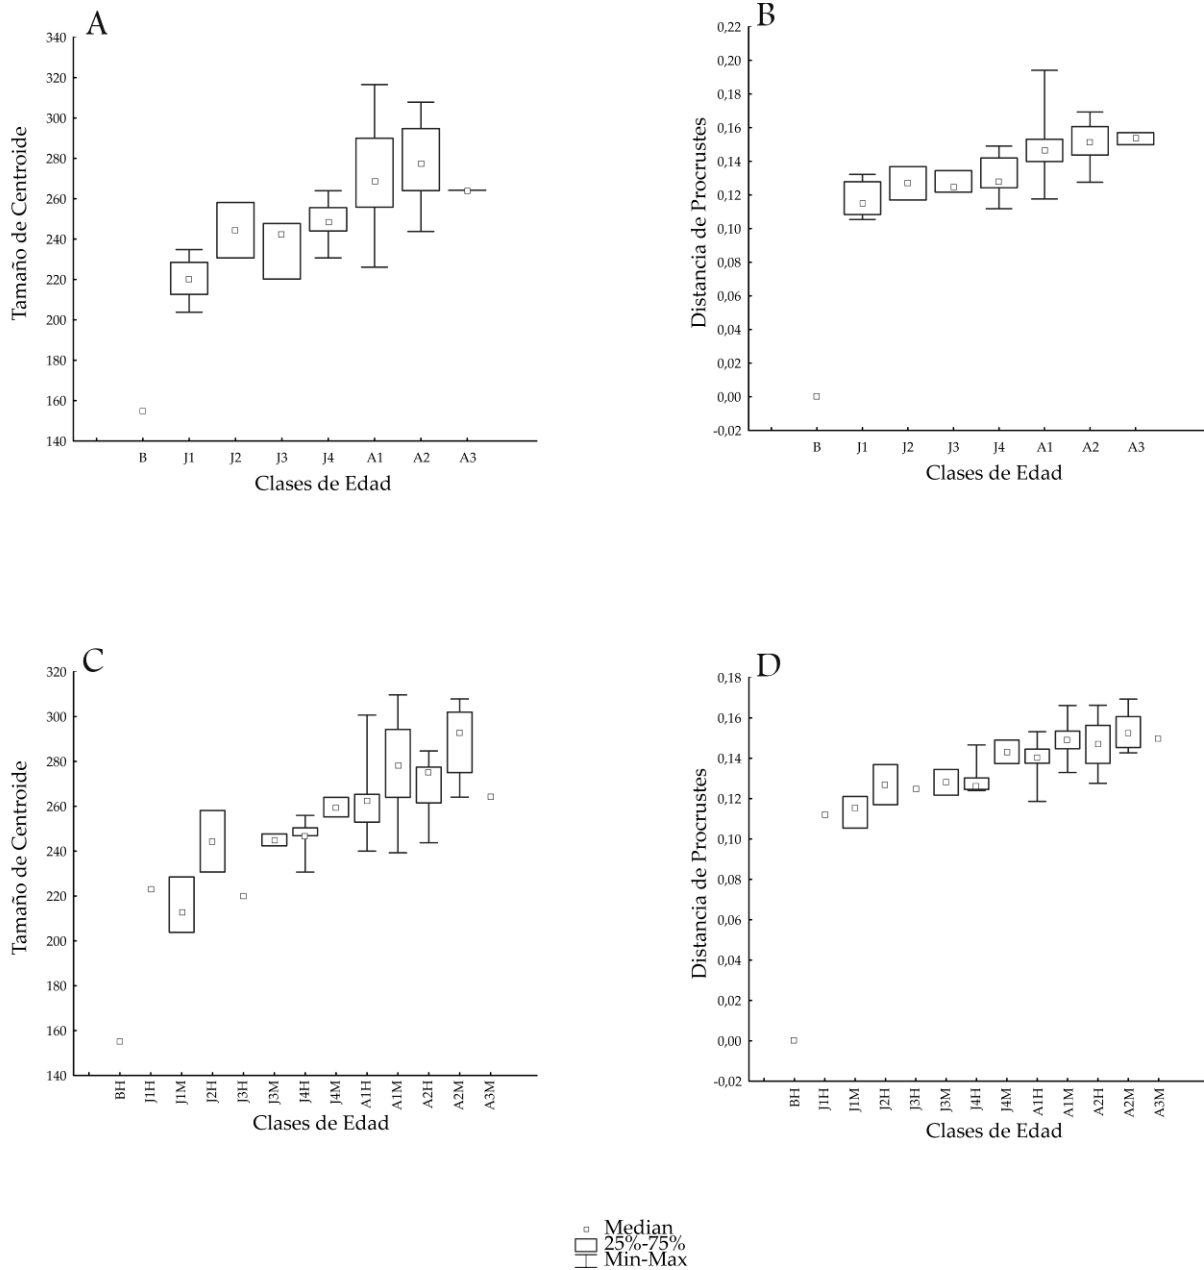 A
340
320
300
280
260
240
220
200
180
160
140
Tamaño de Centroide
B J1 J2 J3 J4 A1 A2 A3
Clases de Edad
B
0,22
0,20
0,18
0,16
0,14
0,12
0,10
0,08
0,06
0,04
0,02
0,00
-0,02
Distancia de Procrustes
B J1 J2 J3 J4 A1 A2 A3
Clases de Edad
C
320
300
280
260
240
220
200
180
160
140
Tamaño de Centroide
BH J1H J1M J2H J3H J3M J4H J4M A1H A1M A2H A2M A3M
Clases de Edad
D
0,18
0,16
0,14
0,12
0,10
0,08
0,06
0,04
0,02
0,00
-0,02
Distancia de Procrustes
BH J1H J1M J2H J3H J3M J4H J4M A1H A1M A2H A2M A3M
Clases de Edad
Median
25%-75%
Min-Max